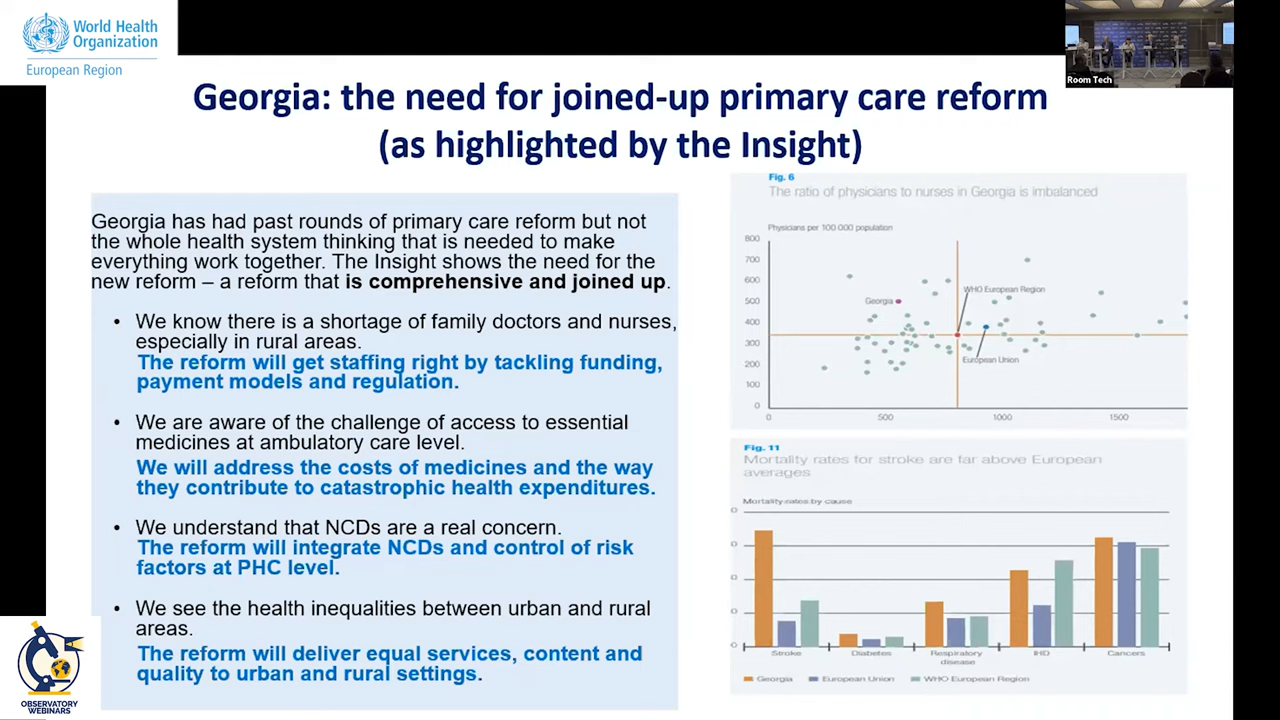 World Health
Organization
European Region
Room Tech
Georgia: the need for joined-up primary care reform
(as highlighted by the Insight)
Georgia has had past rounds of primary care reform but not
the whole health system thinking that is needed to make
everything work together. The Insight shows the need for the
new reform – a reform that is comprehensive and joined up.
• We know there is a shortage of family doctors and nurses,
especially in rural areas.
The reform will get staffing right by tackling funding,
payment models and regulation.
• We are aware of the challenge of access to essential
medicines at ambulatory care level.
We will address the costs of medicines and the way
they contribute to catastrophic health expenditures.
• We understand that NCDs are a real concern.
The reform will integrate NCDs and control of risk
factors at PHC level.
• We see the health inequalities between urban and rural
areas.
The reform will deliver equal services, content and
quality to urban and rural settings.
Fig. 6
The ratio of physicians to nurses in Georgia is imbalanced
Physicians per 100 000 population
800
700
600
500
400
300
200
100
0
Georgia
WHO European Region
European Union
0 500 1000 1500
Fig. 11
Mortality rates for stroke are far above European
averages
Mortality rates by cause
0
0
0
0
0
Stroke Diabetes Respiratory IHD Cancers
disease
Georgia European Union WHO European Region
OBSERVATORY
WEBINARS